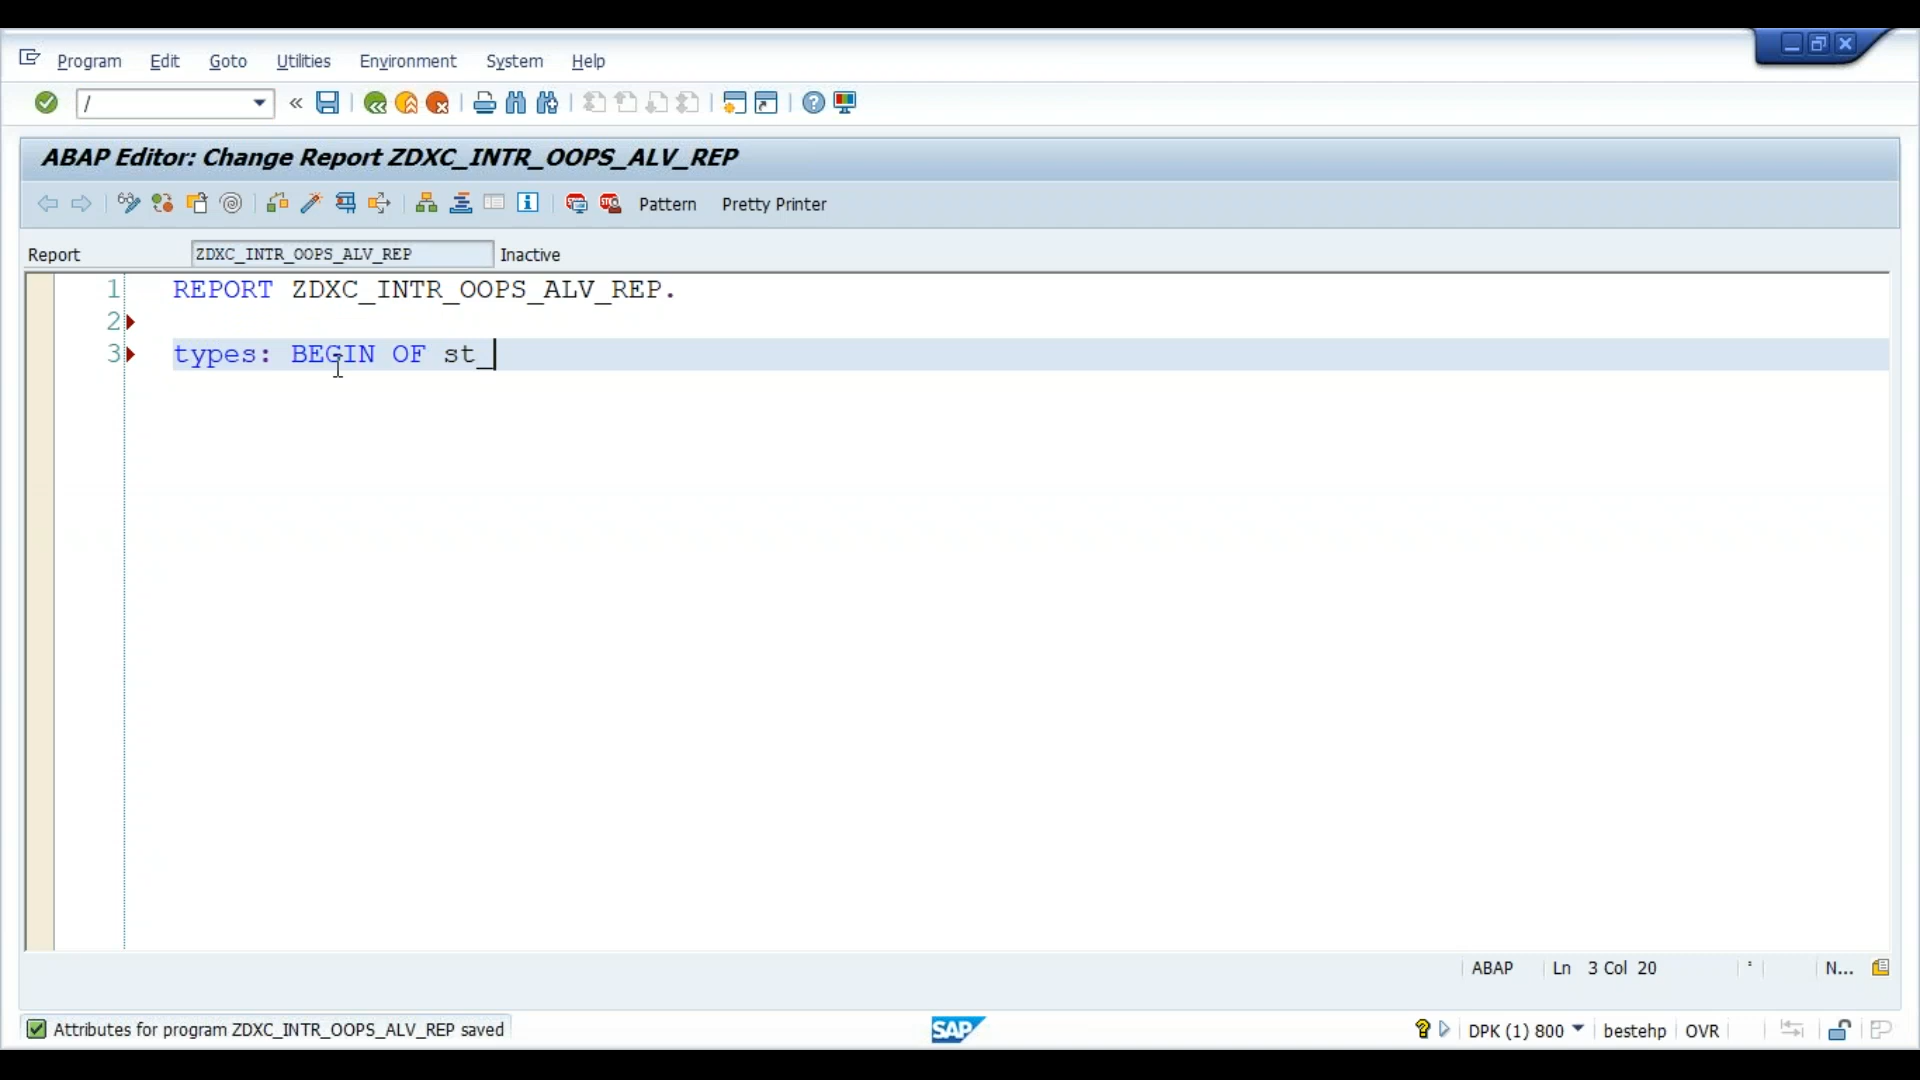 Program Edit Goto Utilities Environment System Help
/ «
ABAP Editor: Change Report ZDXC_INTR_OOPS_ALV_REP
Pattern Pretty Printer
Report ZDXC_INTR_OOPS_ALV_REP Inactive
1 REPORT ZDXC_INTR_OOPS_ALV_REP.
2
3 types: BEGIN OF st_
ABAP Ln 3 Col 20 N...
Attributes for program ZDXC_INTR_OOPS_ALV_REP saved SAP DPK (1) 800 bestehp OVR